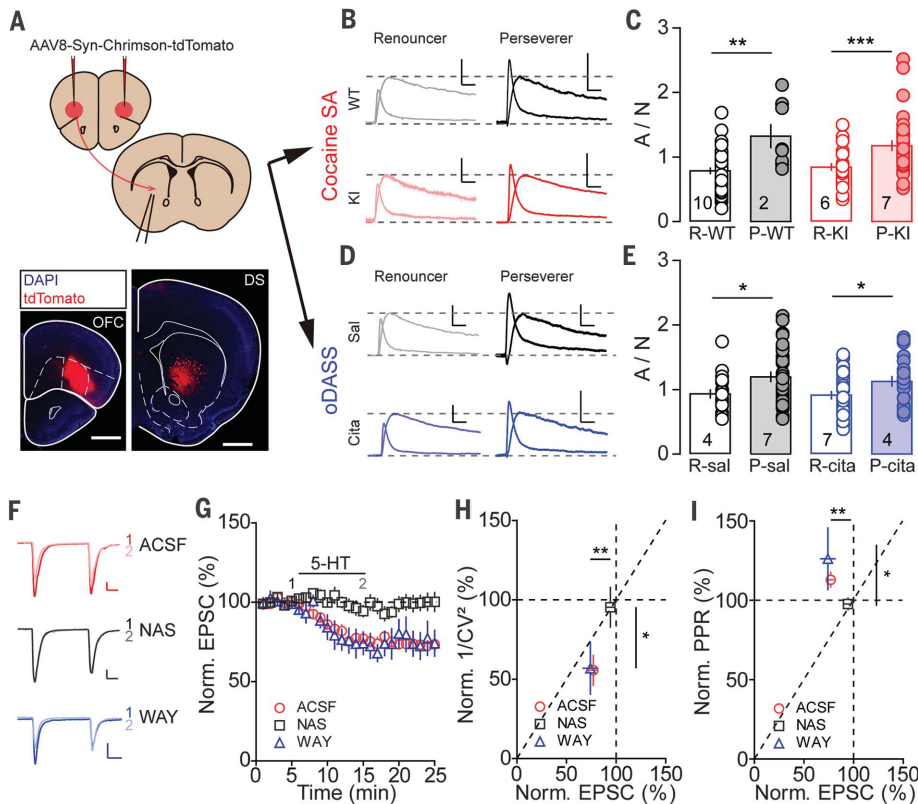 A
AAV8-Syn-Chrimson-tdTomato
DAPI
tdTomato
OFC
DS
B
Renouncer
Perseverer
Cocaine SA
WT
KI
C
A / N
3
2
1
0
**
***
10
2
6
7
R-WT
P-WT
R-KI
P-KI
D
Renouncer
Perseverer
oDASS
Sal
Cita
E
A / N
3
2
1
0
*
*
4
7
7
4
R-sal
P-sal
R-cita
P-cita
F
1
2
ACSF
1
2
NAS
1
2
WAY
G
Norm. EPSC (%)
150
100
50
0
5-HT
1
2
ACSF
NAS
WAY
0
5
10
15
20
25
Time (min)
H
Norm. 1/CV²
150
100
50
0
**
*
ACSF
NAS
WAY
0
50
100
150
Norm. EPSC (%)
I
Norm. PPR (%)
150
100
50
0
**
*
ACSF
NAS
WAY
0
50
100
150
Norm. EPSC (%)